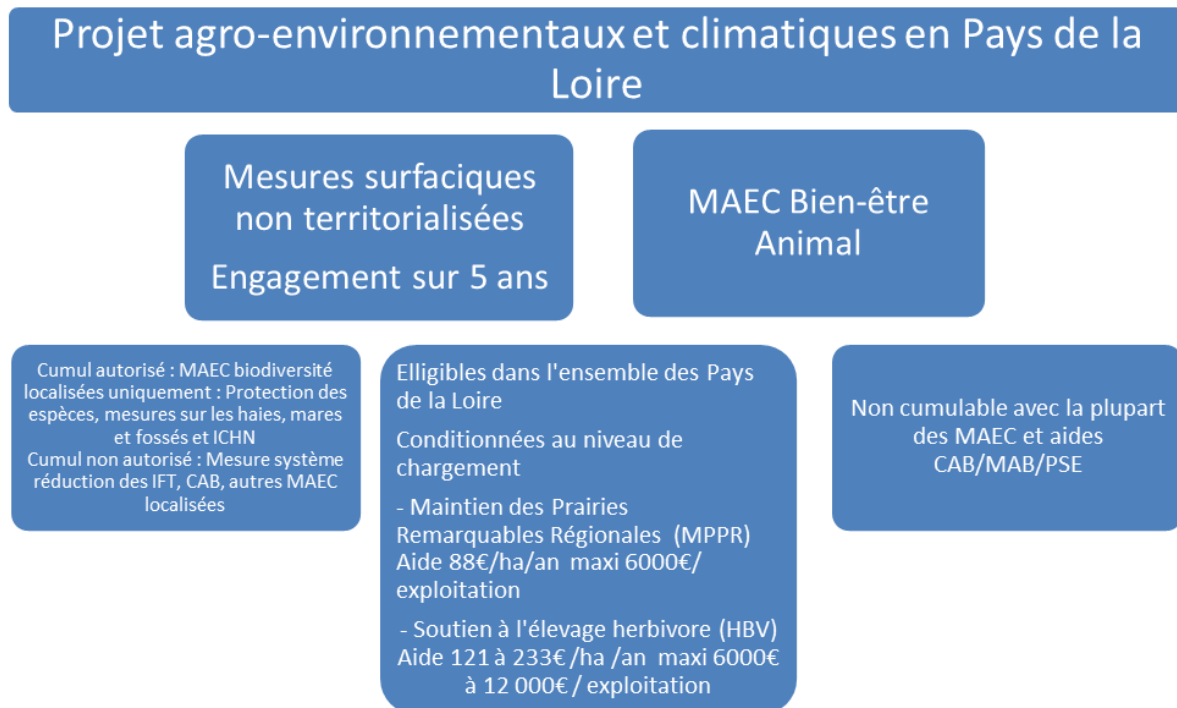 Projet agro-environnementaux et climatiques en Pays de la
Loire
Mesures surfaciques
non territorialisées
Engagement sur 5 ans
MAEC Bien-être
Animal
Cumul autorisé : MAEC biodiversité
localisées uniquement : Protection des
espèces, mesures sur les haies, mares
et fossés et ICHN
Cumul non autorisé : Mesure système
réduction des IFT, CAB, autres MAEC
localisées
Elligibles dans l'ensemble des Pays
de la Loire
Conditionnées au niveau de
chargement
- Maintien des Prairies
Remarquables Régionales (MPPR)
Aide 88€/ha/an maxi 6000€/
exploitation
- Soutien à l'élevage herbivore (HBV)
Aide 121 à 233€ /ha /an maxi 6000€
à 12 000€ / exploitation
Non cumulable avec la plupart
des MAEC et aides
CAB/MAB/PSE